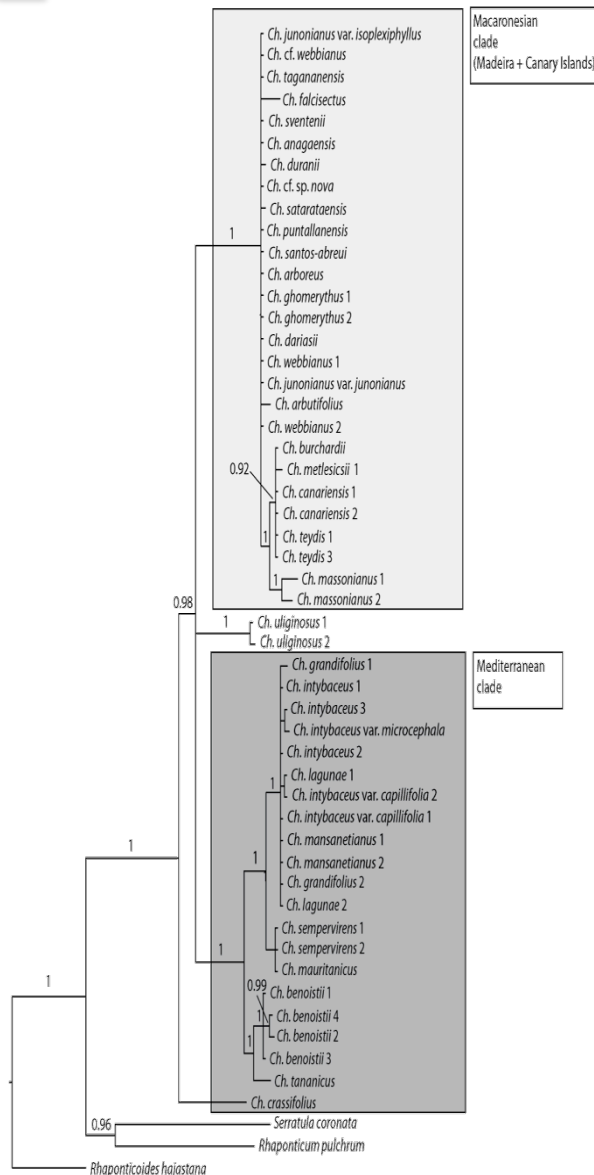 Macaronesian
clade
(Madeira + Canary Islands)
Ch. junonianus var. isoplexiphyllus
Ch. cf. webbianus
Ch. tagananensis
Ch. falcisectus
Ch. sventenii
Ch. anagaensis
Ch. duranii
Ch. cf. sp. nova
Ch. satarataensis
Ch. puntallanensis
1
Ch. santos-abreui
Ch. arboreus
Ch. ghomerythus 1
Ch. ghomerythus 2
Ch. dariasii
Ch. webbianus 1
Ch. junonianus var. junonianus
Ch. arbutifolius
Ch. webbianus 2
Ch. burchardii
0.92
Ch. metlesicsii 1
Ch. canariensis 1
Ch. canariensis 2
Ch. teydis 1
1
Ch. teydis 3
1
Ch. massonianus 1
Ch. massonianus 2
0.98
1
Ch. uliginosus 1
Ch. uliginosus 2
Mediterranean
clade
Ch. grandifolius 1
Ch. intybaceus 1
Ch. intybaceus 3
Ch. intybaceus var. microcephala
Ch. intybaceus 2
1
Ch. lagunae 1
Ch. intybaceus var. capillifolia 2
Ch. intybaceus var. capillifolia 1
Ch. mansanetianus 1
1
1
Ch. mansanetianus 2
Ch. grandifolius 2
Ch. lagunae 2
Ch. sempervirens 1
1
Ch. sempervirens 2
Ch. mauritanicus
1
0.99
Ch. benoistii 1
1
Ch. benoistii 4
1
Ch. benoistii 2
Ch. benoistii 3
Ch. tananicus
Ch. crassifolius
0.96
Serratula coronata
Rhaponticum pulchrum
Rhaponticoides hajastana